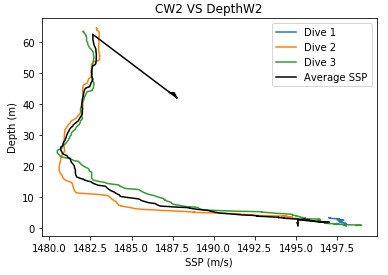 CW2 VS DepthW2
Dive 1
Dive 2
Dive 3
Average SSP
Depth (m)
60
50
40
30
20
10
0
1480.0 1482.5 1485.0 1487.5 1490.0 1492.5 1495.0 1497.5
SSP (m/s)